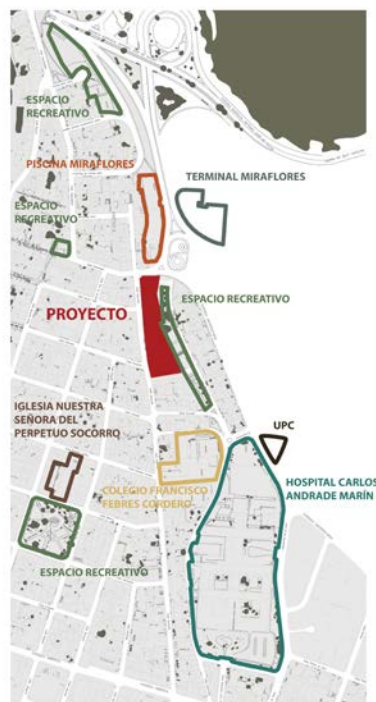 ESPACIO
RECREATIVO
PISCINA MIRAFLORES
TERMINAL MIRAFLORES
ESPACIO
RECREATIVO
ESPACIO RECREATIVO
PROYECTO
IGLESIA NUESTRA
SEÑORA DEL
PERPETUO SOCORRO
UPC
COLEGIO FRANCISCO
FEBRES CORDERO
HOSPITAL CARLOS
ANDRADE MARÍN
ESPACIO RECREATIVO